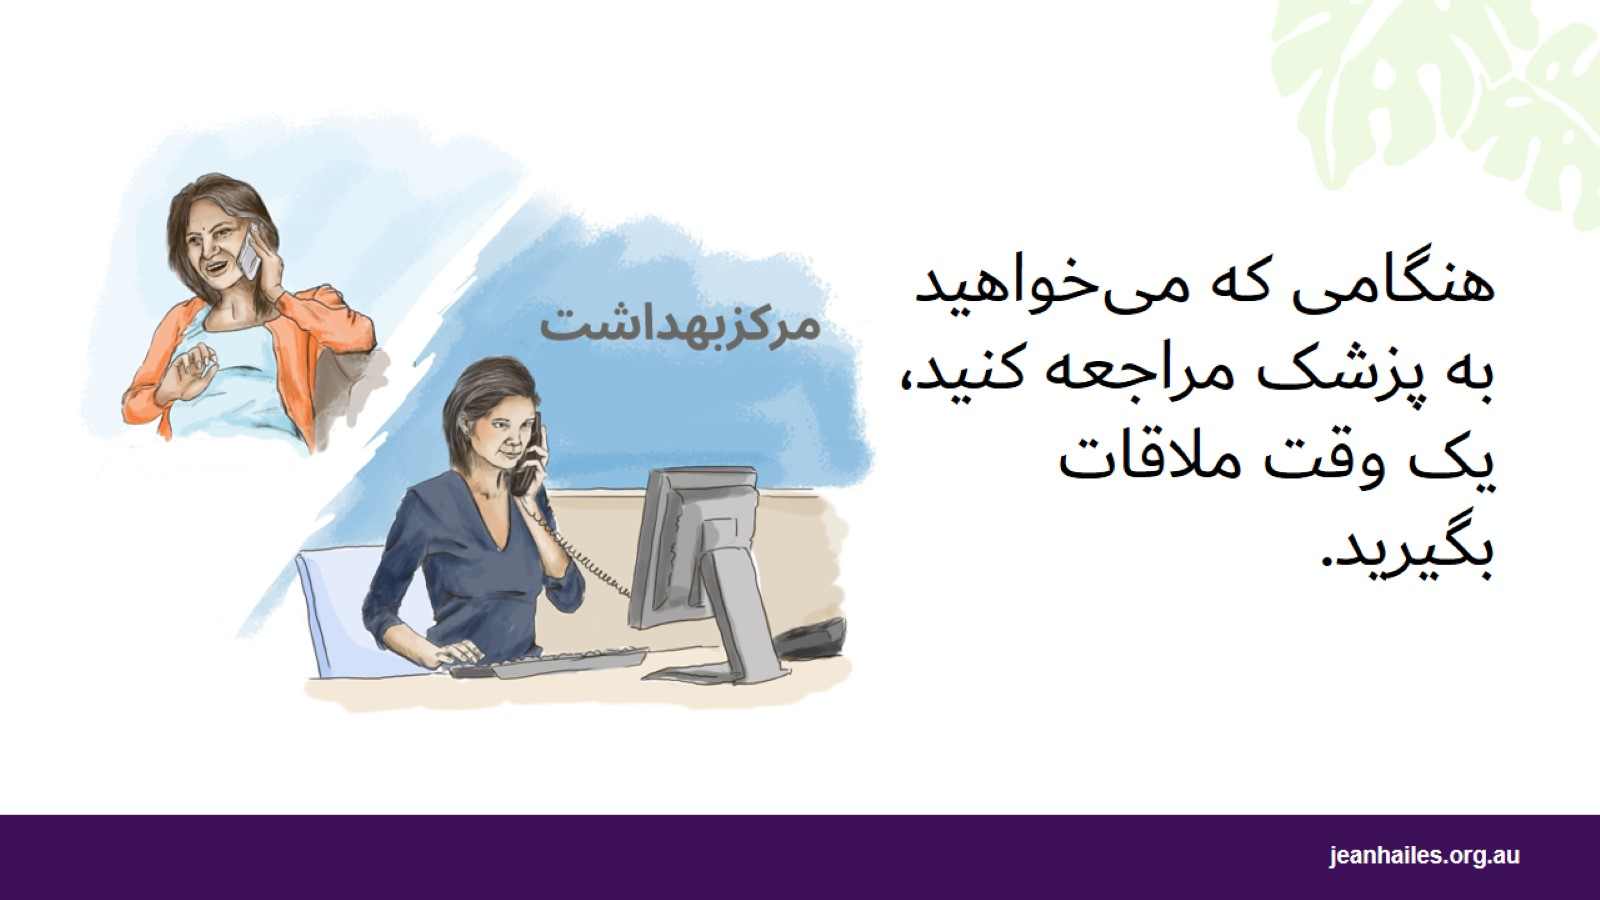 هنگامی که می‌خواهید
به پزشک مراجعه کنید،
یک وقت ملاقات
بگیرید.
مرکزبهداشت
jeanhailes.org.au